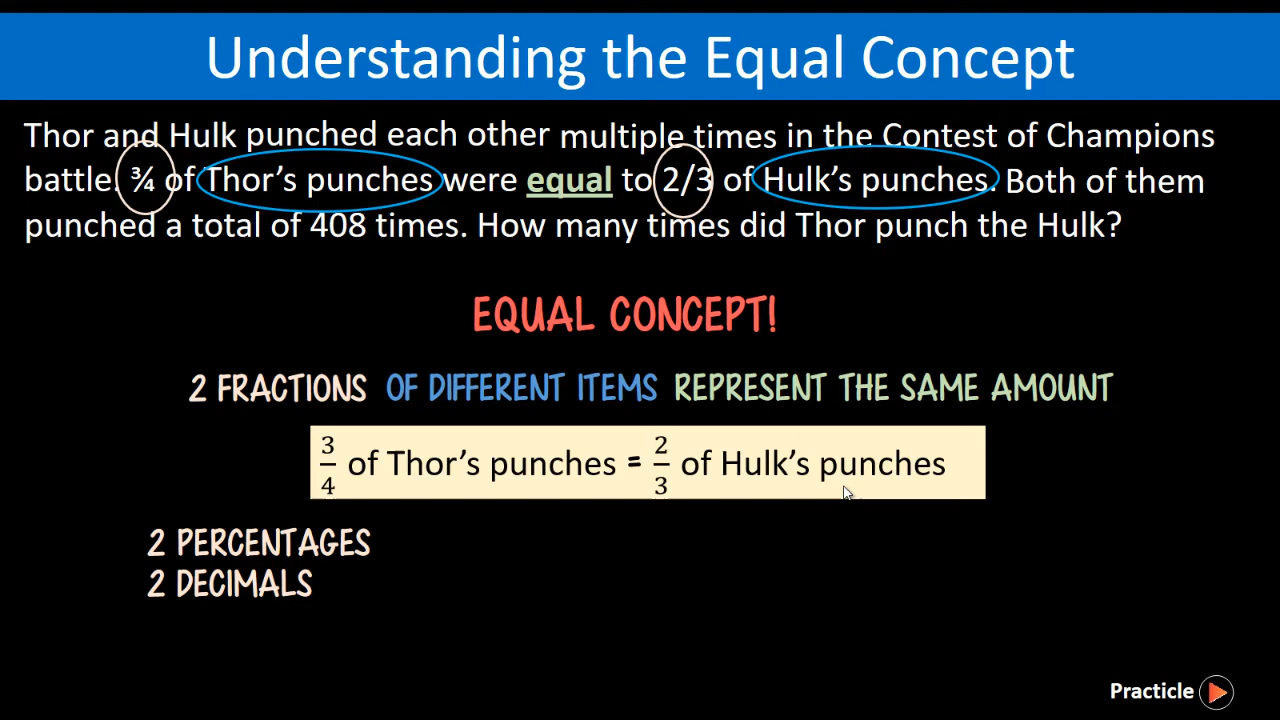 Understanding the Equal Concept
Thor and Hulk punched each other multiple times in the Contest of Champions
battle. ¾ of Thor’s punches were equal to 2/3 of Hulk’s punches. Both of them
punched a total of 408 times. How many times did Thor punch the Hulk?
EQUAL CONCEPT!
2 FRACTIONS OF DIFFERENT ITEMS REPRESENT THE SAME AMOUNT
3/4 of Thor’s punches = 2/3 of Hulk’s punches
2 PERCENTAGES
2 DECIMALS
Practicle